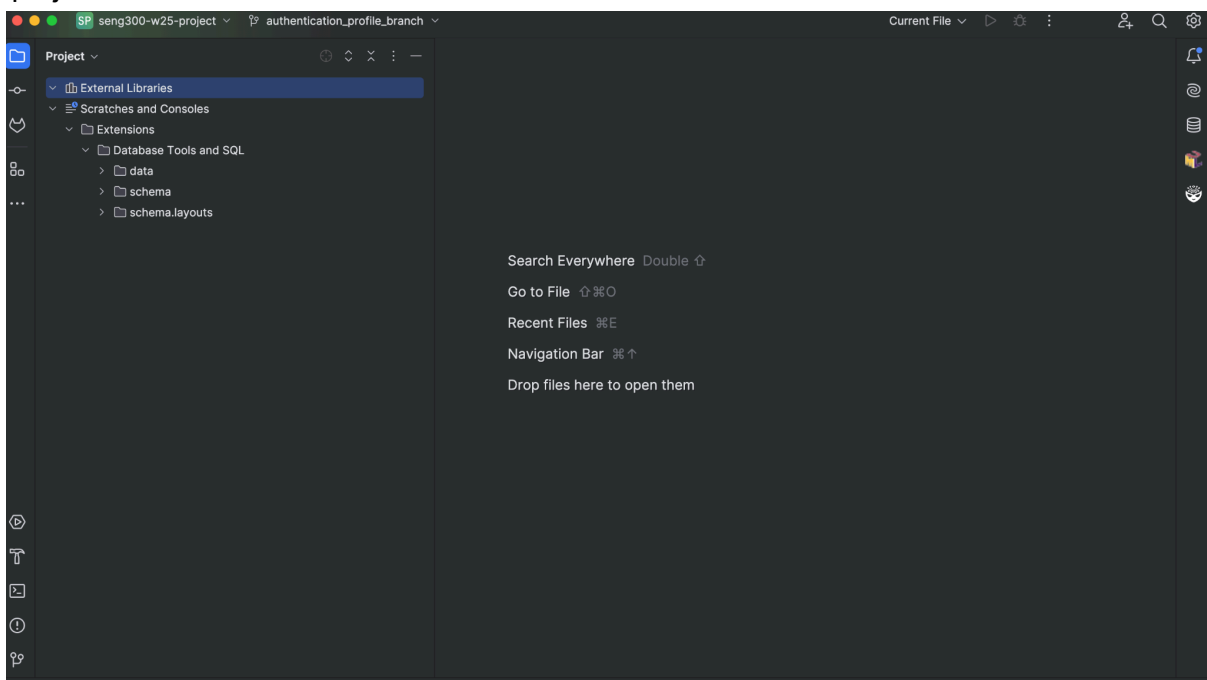 SP seng300-w25-project authentication_profile_branch Current File
Project
External Libraries
Scratches and Consoles
Extensions
Database Tools and SQL
data
schema
schema.layouts
Search Everywhere Double ⇧
Go to File ⇧⌘O
Recent Files ⌘E
Navigation Bar ⌘↑
Drop files here to open them